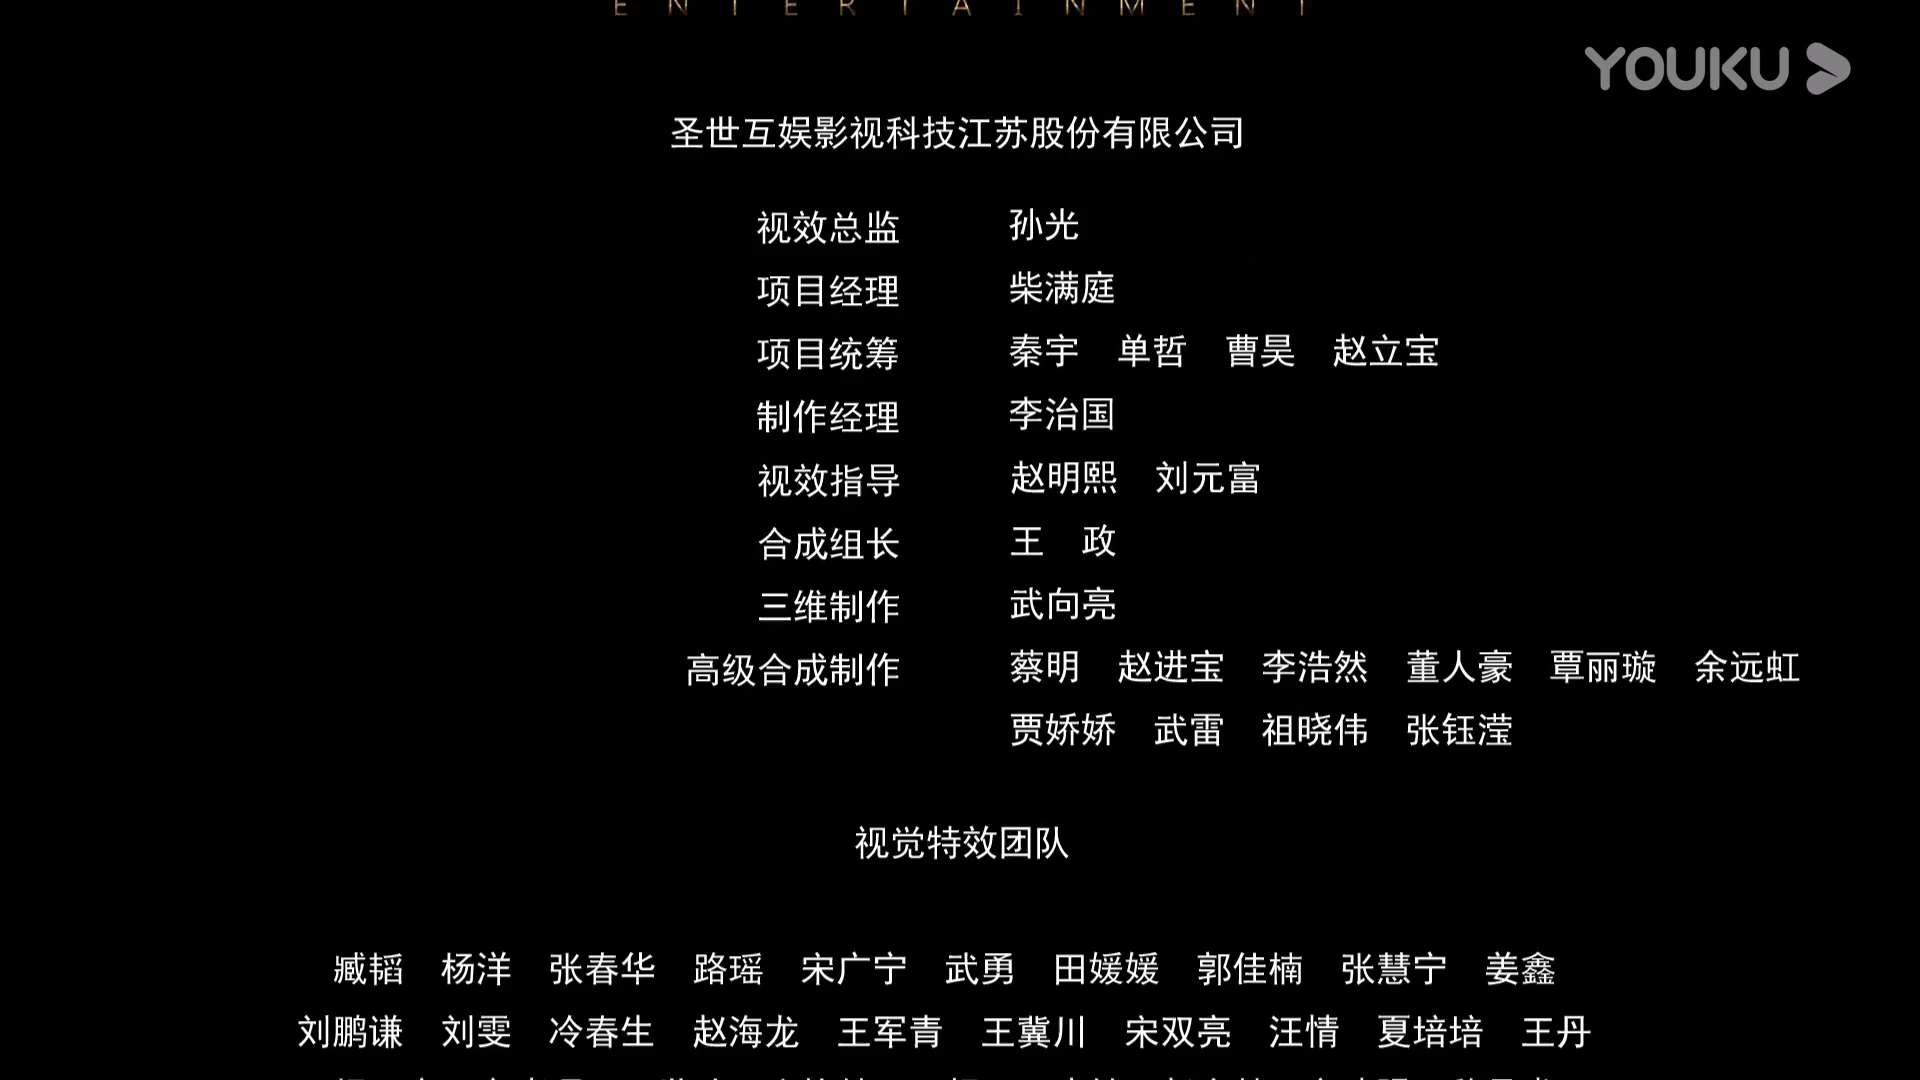 ENTERTAINMENT
YOUKU
圣世互娱影视科技江苏股份有限公司
视效总监 孙光
项目经理 柴满庭
项目统筹 秦宇 单哲 曹昊 赵立宝
制作经理 李治国
视效指导 赵明熙 刘元富
合成组长 王 政
三维制作 武向亮
高级合成制作 蔡明 赵进宝 李浩然 董人豪 覃丽璇 余远虹
贾娇娇 武雷 祖晓伟 张钰滢
视觉特效团队
臧韬 杨洋 张春华 路瑶 宋广宁 武勇 田媛媛 郭佳楠 张慧宁 姜鑫
刘鹏谦 刘雯 冷春生 赵海龙 王军青 王冀川 宋双亮 汪情 夏培培 王丹